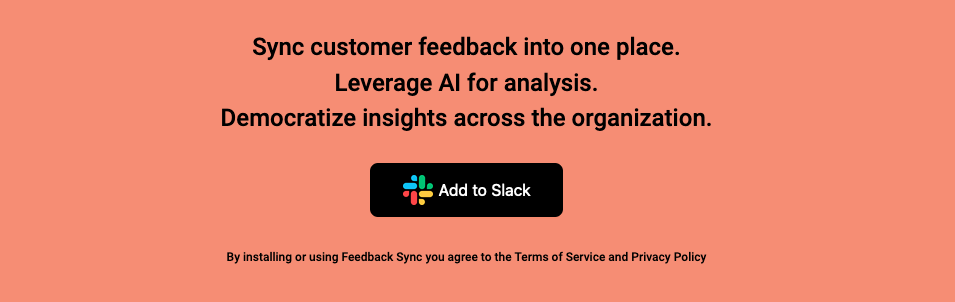 Sync customer feedback into one place.
Leverage AI for analysis.
Democratize insights across the organization.
Add to Slack
By installing or using Feedback Sync you agree to the Terms of Service and Privacy Policy